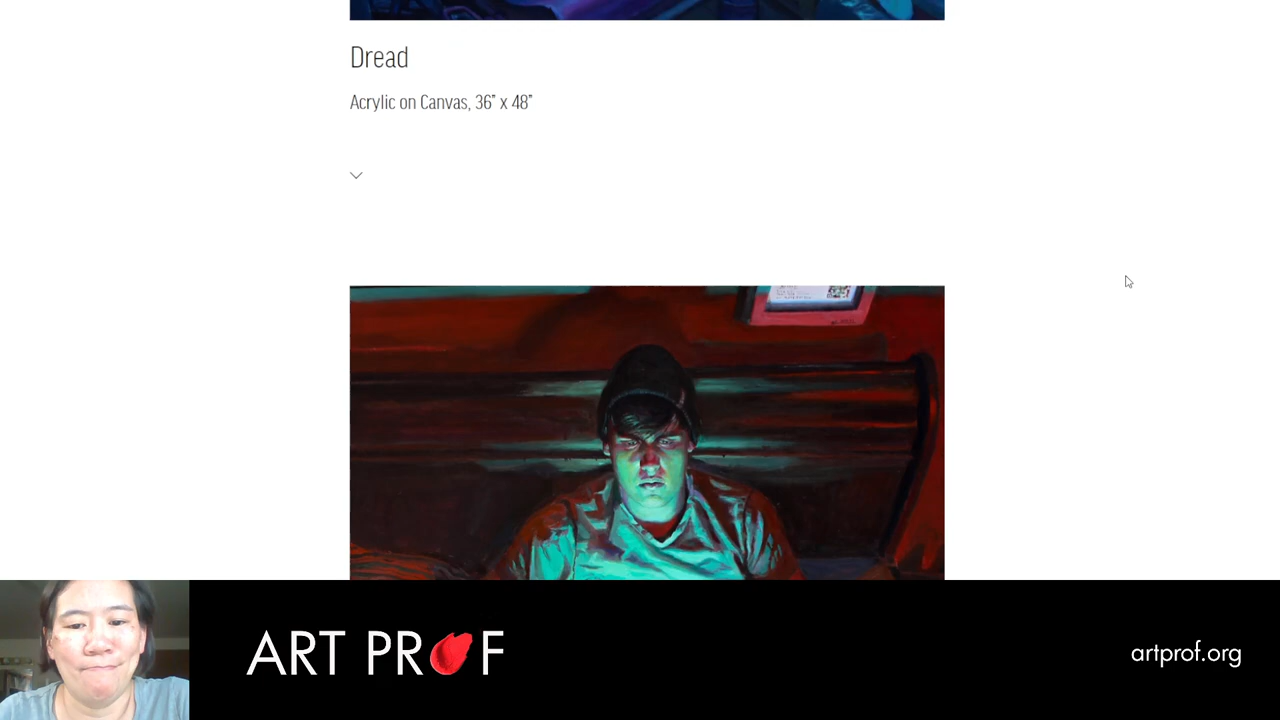 Dread
Acrylic on Canvas, 36” x 48”
ART PROF
artprof.org